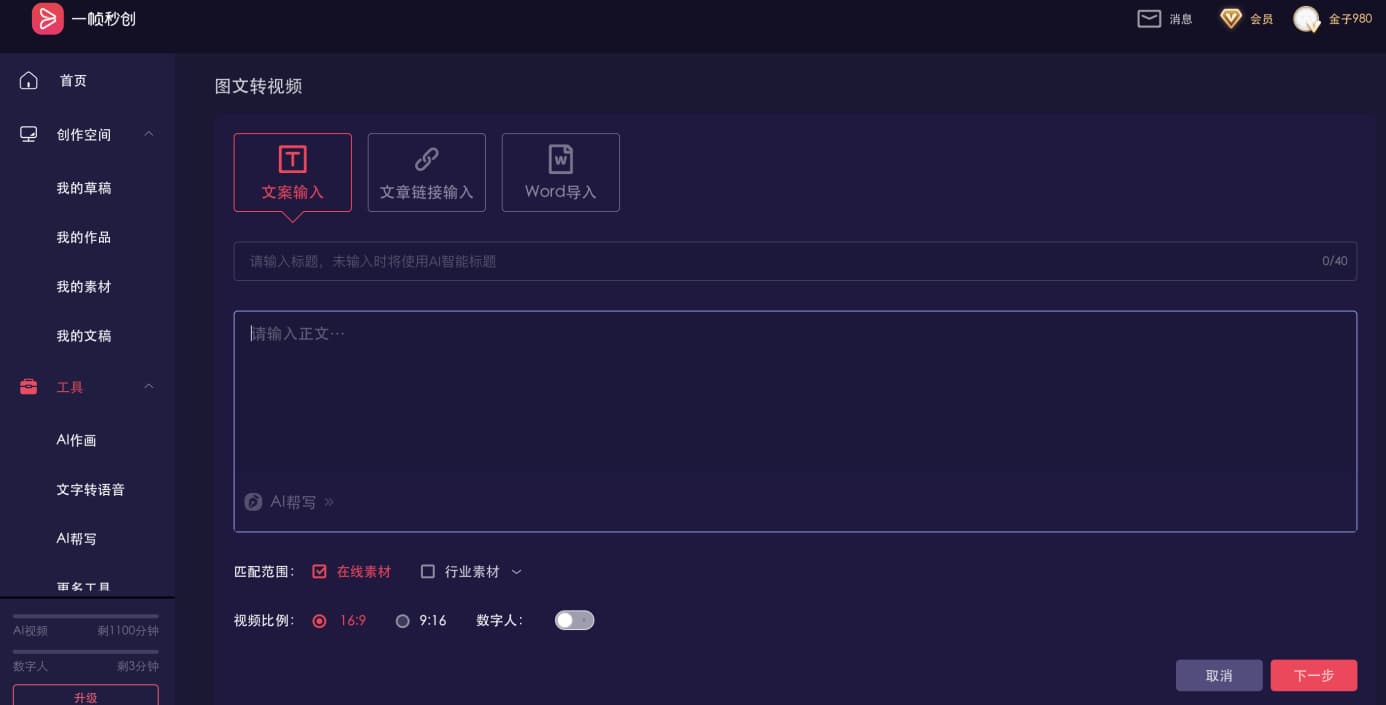 一帧秒创
消息
会员
金子980
首页
创作空间
我的草稿
我的作品
我的素材
我的文稿
工具
AI作画
文字转语音
AI帮写
更多工具
AI视频 剩1100分钟
数字人 剩3分钟
升级
图文转视频
文案输入 文章链接输入 Word导入
请输入标题，未输入时将使用AI智能标题 0/40
请输入正文…
AI帮写 »
匹配范围： 在线素材 行业素材
视频比例： 16:9 9:16 数字人：
取消 下一步